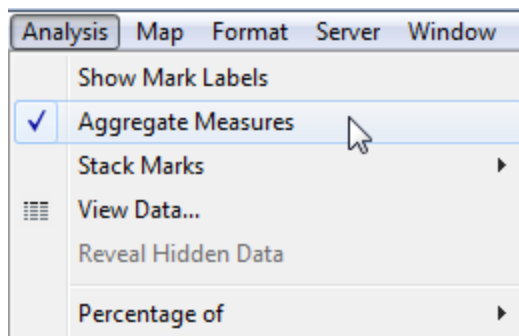 Analysis Map Format Server Window
Show Mark Labels
Aggregate Measures
Stack Marks
View Data...
Reveal Hidden Data
Percentage of